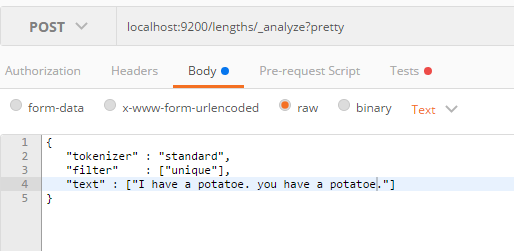 POST localhost:9200/lengths/_analyze?pretty
Authorization Headers Body Pre-request Script Tests
form-data x-www-form-urlencoded raw binary Text
1 {
2 "tokenizer" : "standard",
3 "filter" : ["unique"],
4 "text" : ["I have a potatoe. you have a potatoe."]
5 }